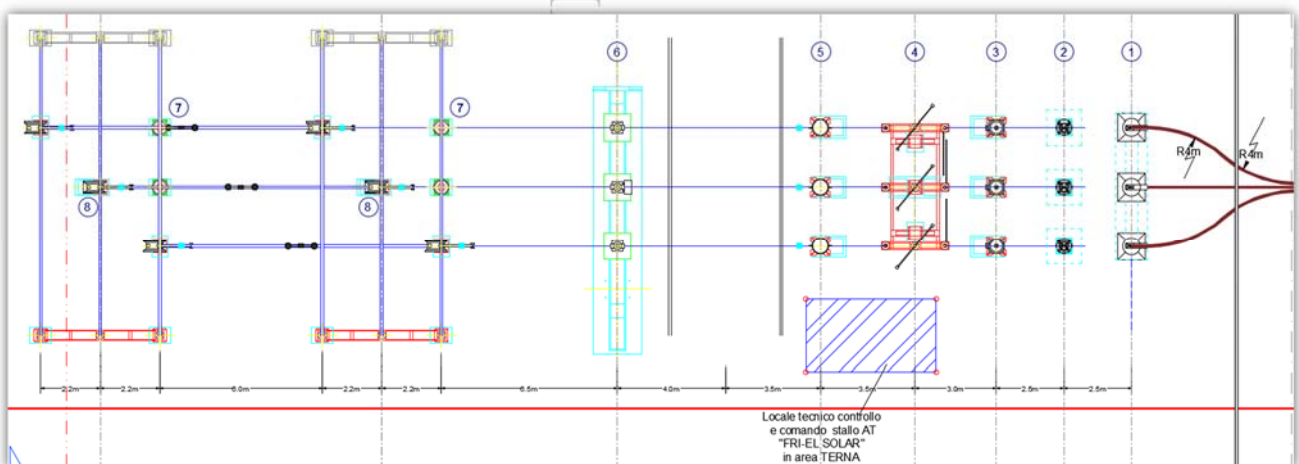 6 5 4 3 2 1
7 7
R4m R4m
8 8
2.2m 2.2m 6.0m 2.2m 2.2m 6.5m 4.0m 3.5m 3.5m 3.0m 2.5m 2.5m
Locale tecnico controllo
e comando stallo AT
"FRI-EL SOLAR"
in area TERNA